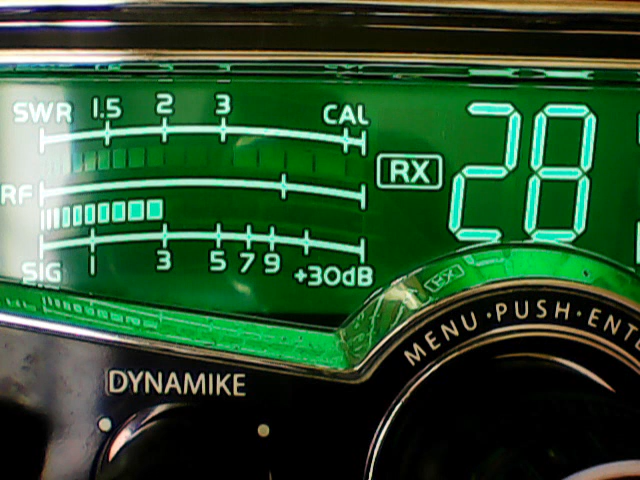 SWR 1.5 2 3 CAL
RX
28
RF
SIG 1 3 5 7 9 +30dB
MENU·PUSH·ENTE
DYNAMIKE